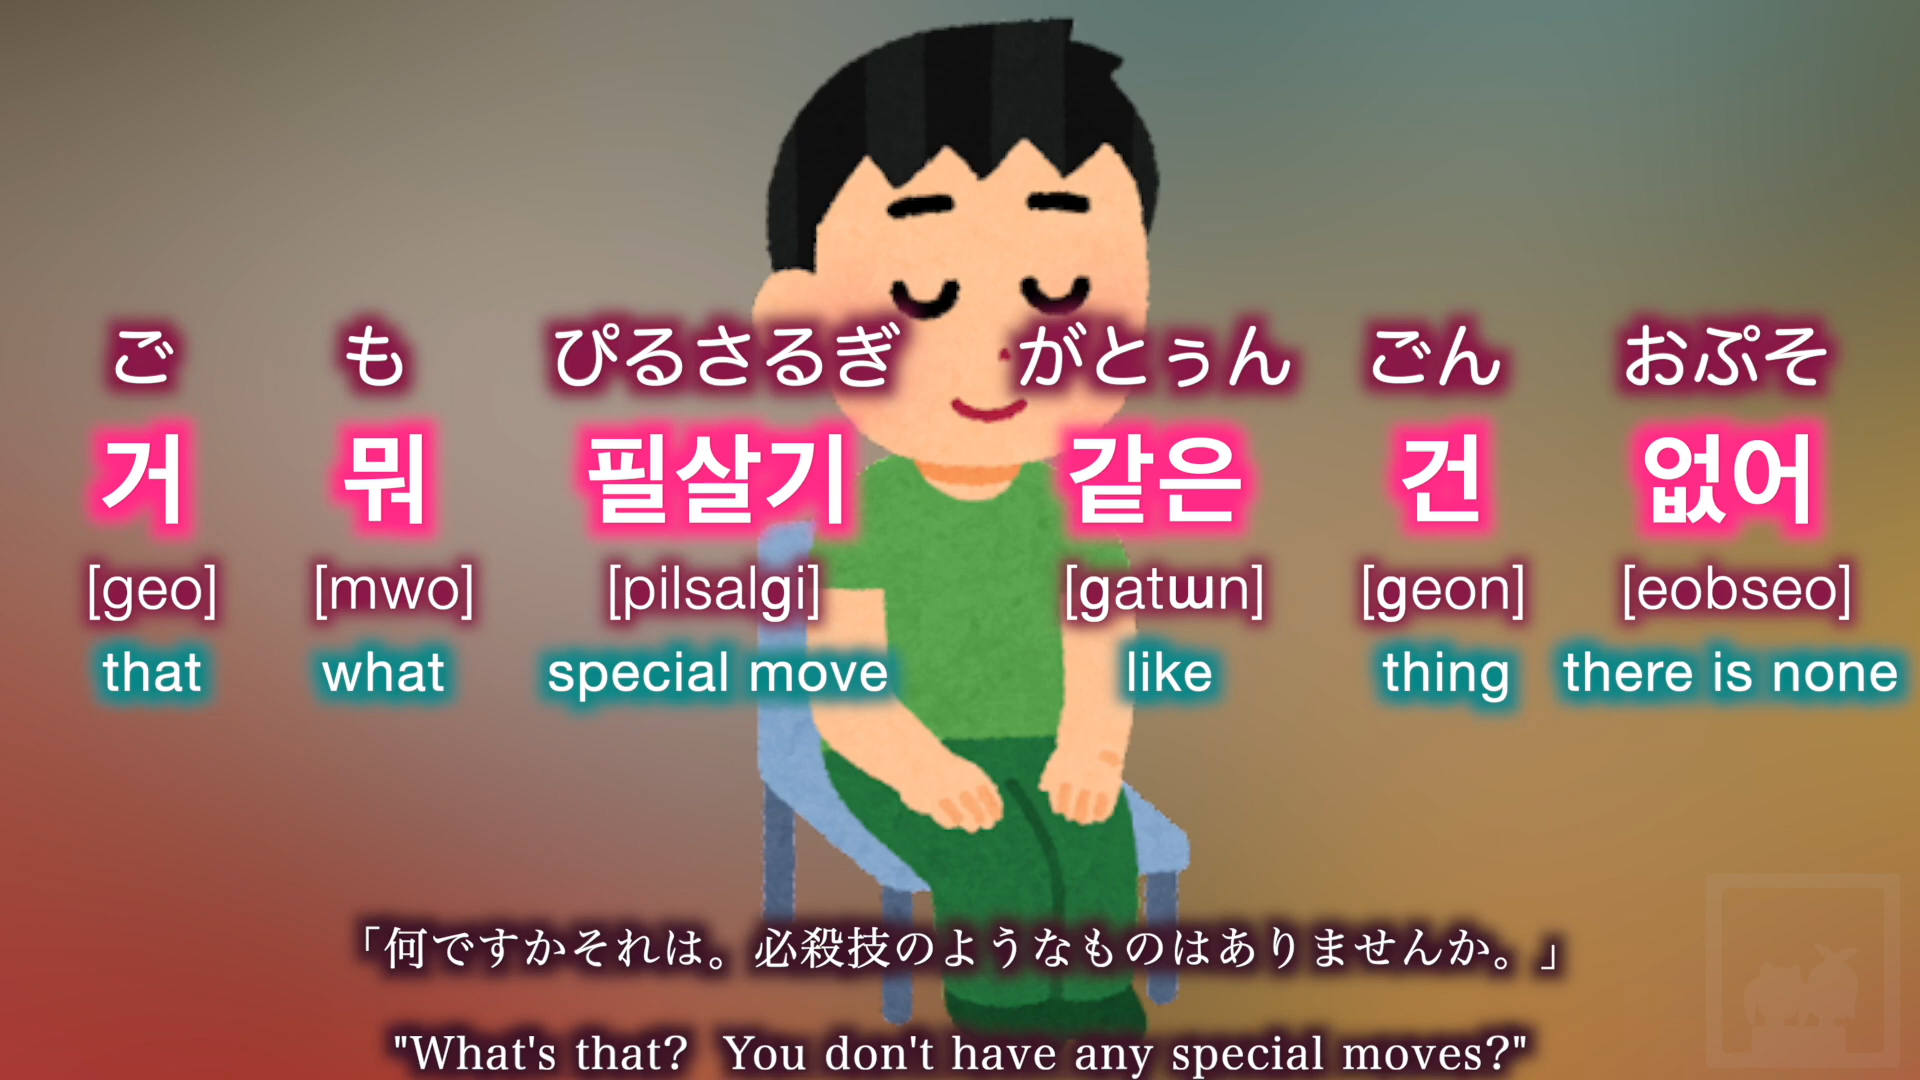 ご も ぴるさるぎ がとぅん ごん おぷそ
거 뭐 필살기 같은 건 없어
[geo] [mwo] [pilsalgi] [gatɯn] [geon] [eobseo]
that what special move like thing there is none
「何ですかそれは。必殺技のようなものはありませんか。」
"What's that? You don't have any special moves?"